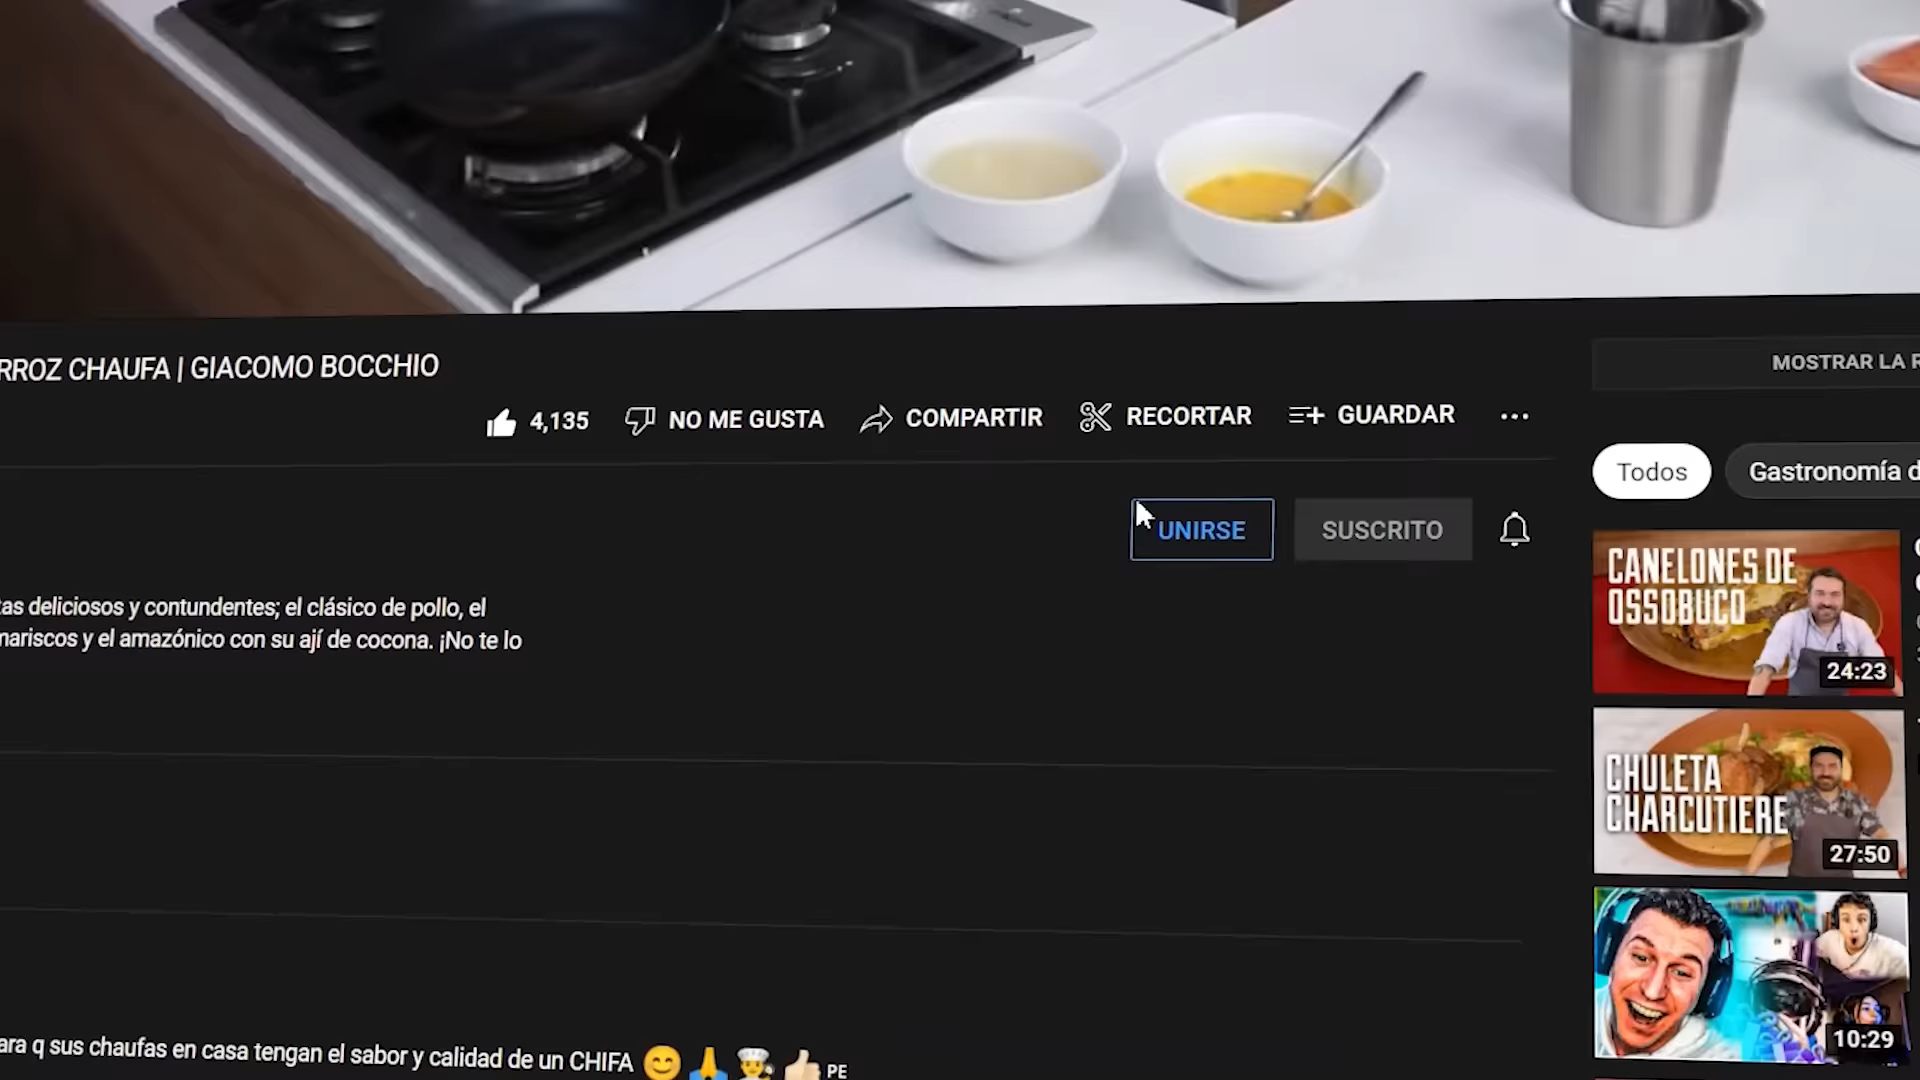 RROZ CHAUFA | GIACOMO BOCCHIO
4,135 NO ME GUSTA COMPARTIR RECORTAR GUARDAR ...
UNIRSE SUSCRITO
tas deliciosos y contundentes; el clásico de pollo, el
mariscos y el amazónico con su ají de cocona. ¡No te lo
ara q sus chaufas en casa tengan el sabor y calidad de un CHIFA 😊🙏👨‍🍳👍🏻 PE
MOSTRAR LA R
Todos Gastronomía d
CANELONES DE
OSSOBUCO
24:23
CHULETA
CHARCUTIERE
27:50
10:29